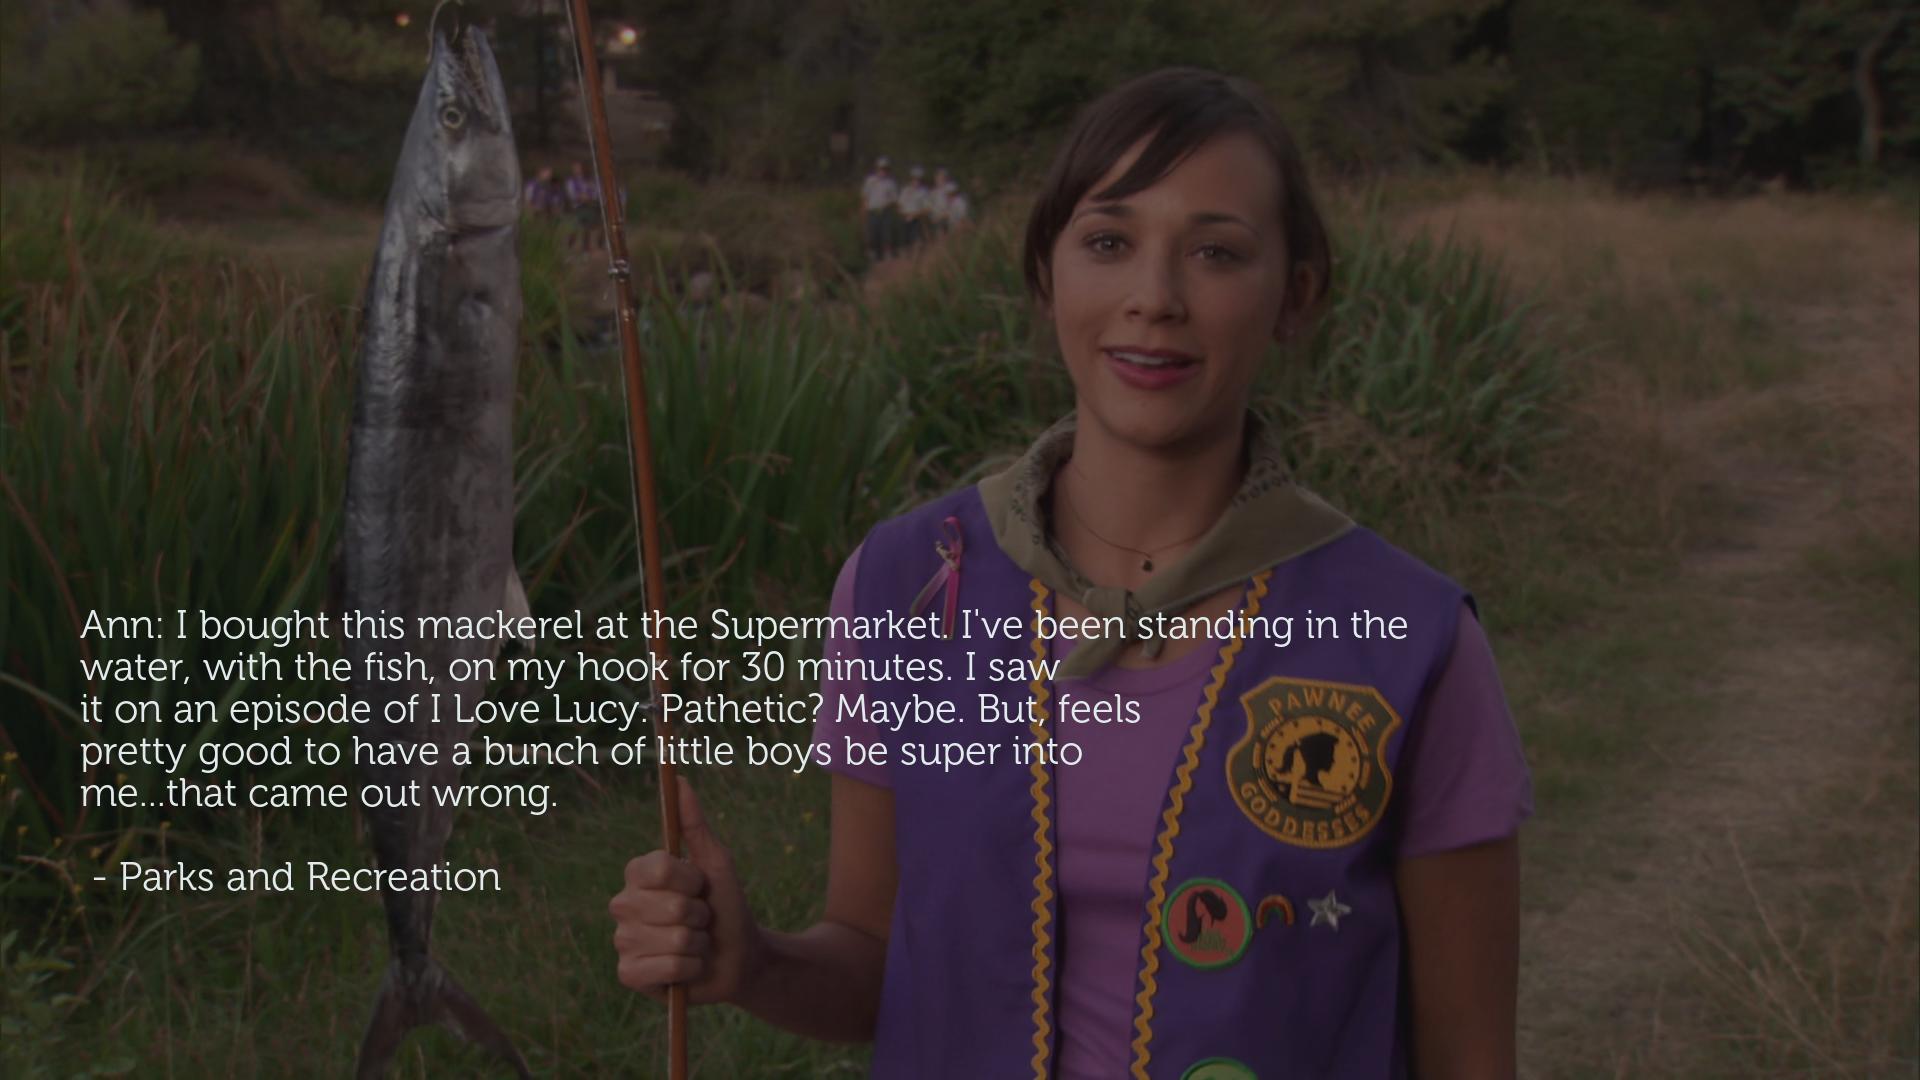 Ann: I bought this mackerel at the Supermarket. I've been standing in the
water, with the fish, on my hook for 30 minutes. I saw
it on an episode of I Love Lucy. Pathetic? Maybe. But, feels
pretty good to have a bunch of little boys be super into
me...that came out wrong.
- Parks and Recreation
PAWNEE
GODDESSES